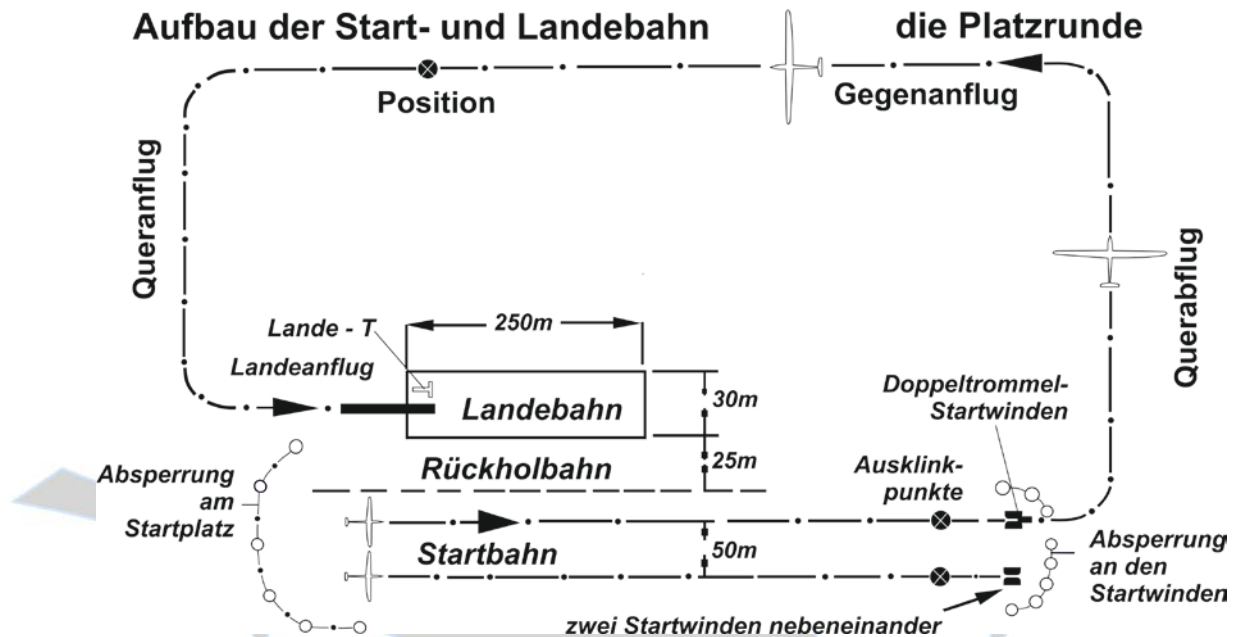 Aufbau der Start- und Landebahn
die Platzrunde
Position
Gegenanflug
Queranflug
Querabflug
250m
Lande - T
Landeanflug
Landebahn
30m
25m
Doppeltrommel-
Startwinden
Rückholbahn
Absperrung
am
Startplatz
Ausklink-
punkte
Startbahn
50m
Absperrung
an den
Startwinden
zwei Startwinden nebeneinander